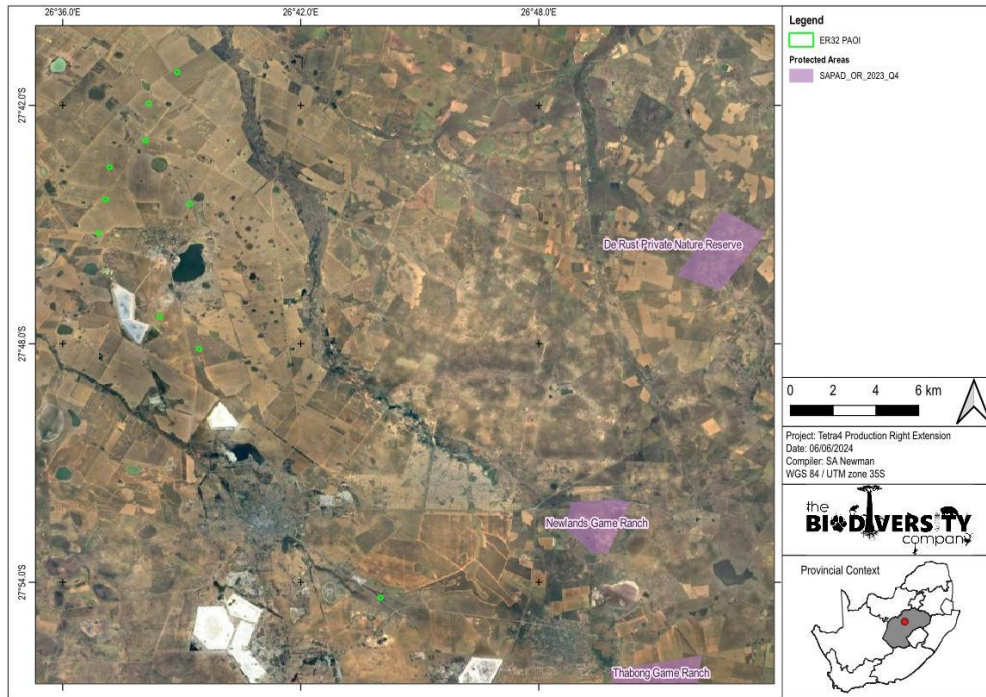 26°36.0'E
26°42.0'E
26°48.0'E
27°42.0'S
27°48.0'S
27°54.0'S
De Rust Private Nature Reserve
Newlands Game Ranch
Thabong Game Ranch
Legend
ER32 PAOI
Protected Areas
SAPAD_OR_2023_Q4
0 2 4 6 km
Project: Tetra4 Production Right Extension
Date: 06/06/2024
Compiler: SA Newman
WGS 84 / UTM zone 35S
the
BIODIVERSITY
company
Provincial Context